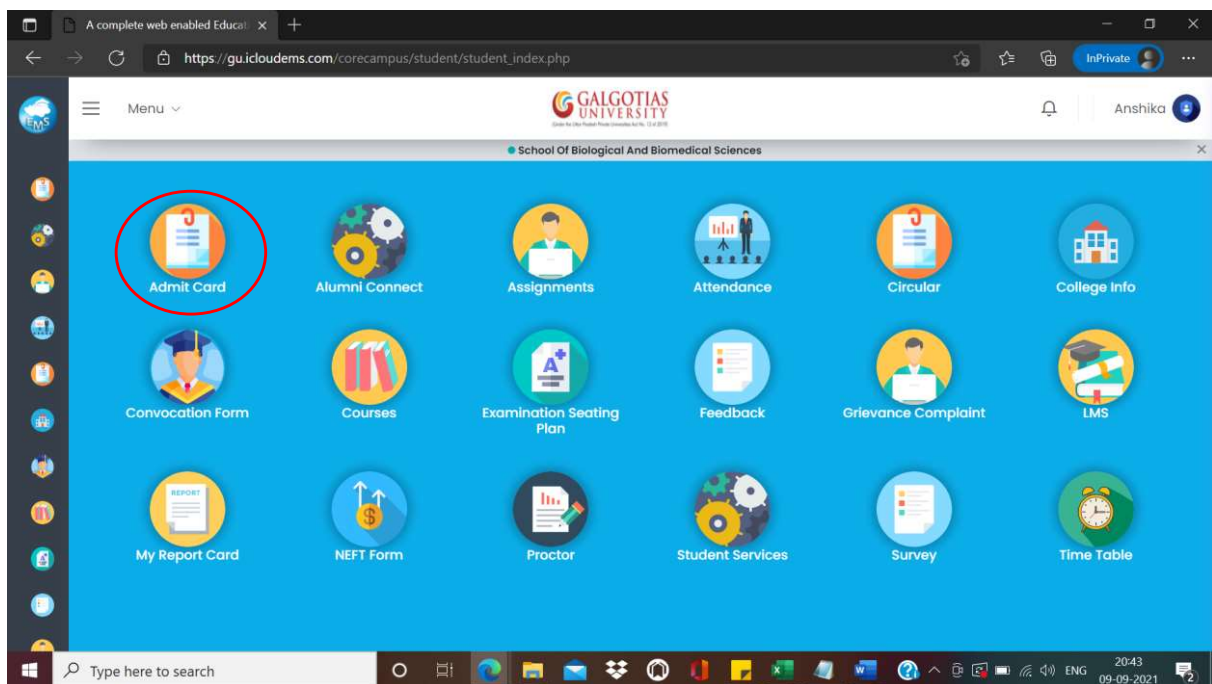 A complete web enabled Educati
https://gu.icloudems.com/corecampus/student/student_index.php
InPrivate
EMS
Menu
GALGOTIAS
UNIVERSITY
Anshika
School Of Biological And Biomedical Sciences
Admit Card
Alumni Connect
Assignments
Attendance
Circular
College Info
A+
Convocation Form
Courses
Examination Seating
Plan
Feedback
Grievance Complaint
LMS
REPORT
$
My Report Card
NEFT Form
Proctor
Student Services
Survey
Time Table
Type here to search
ENG
20:43
09-09-2021
2